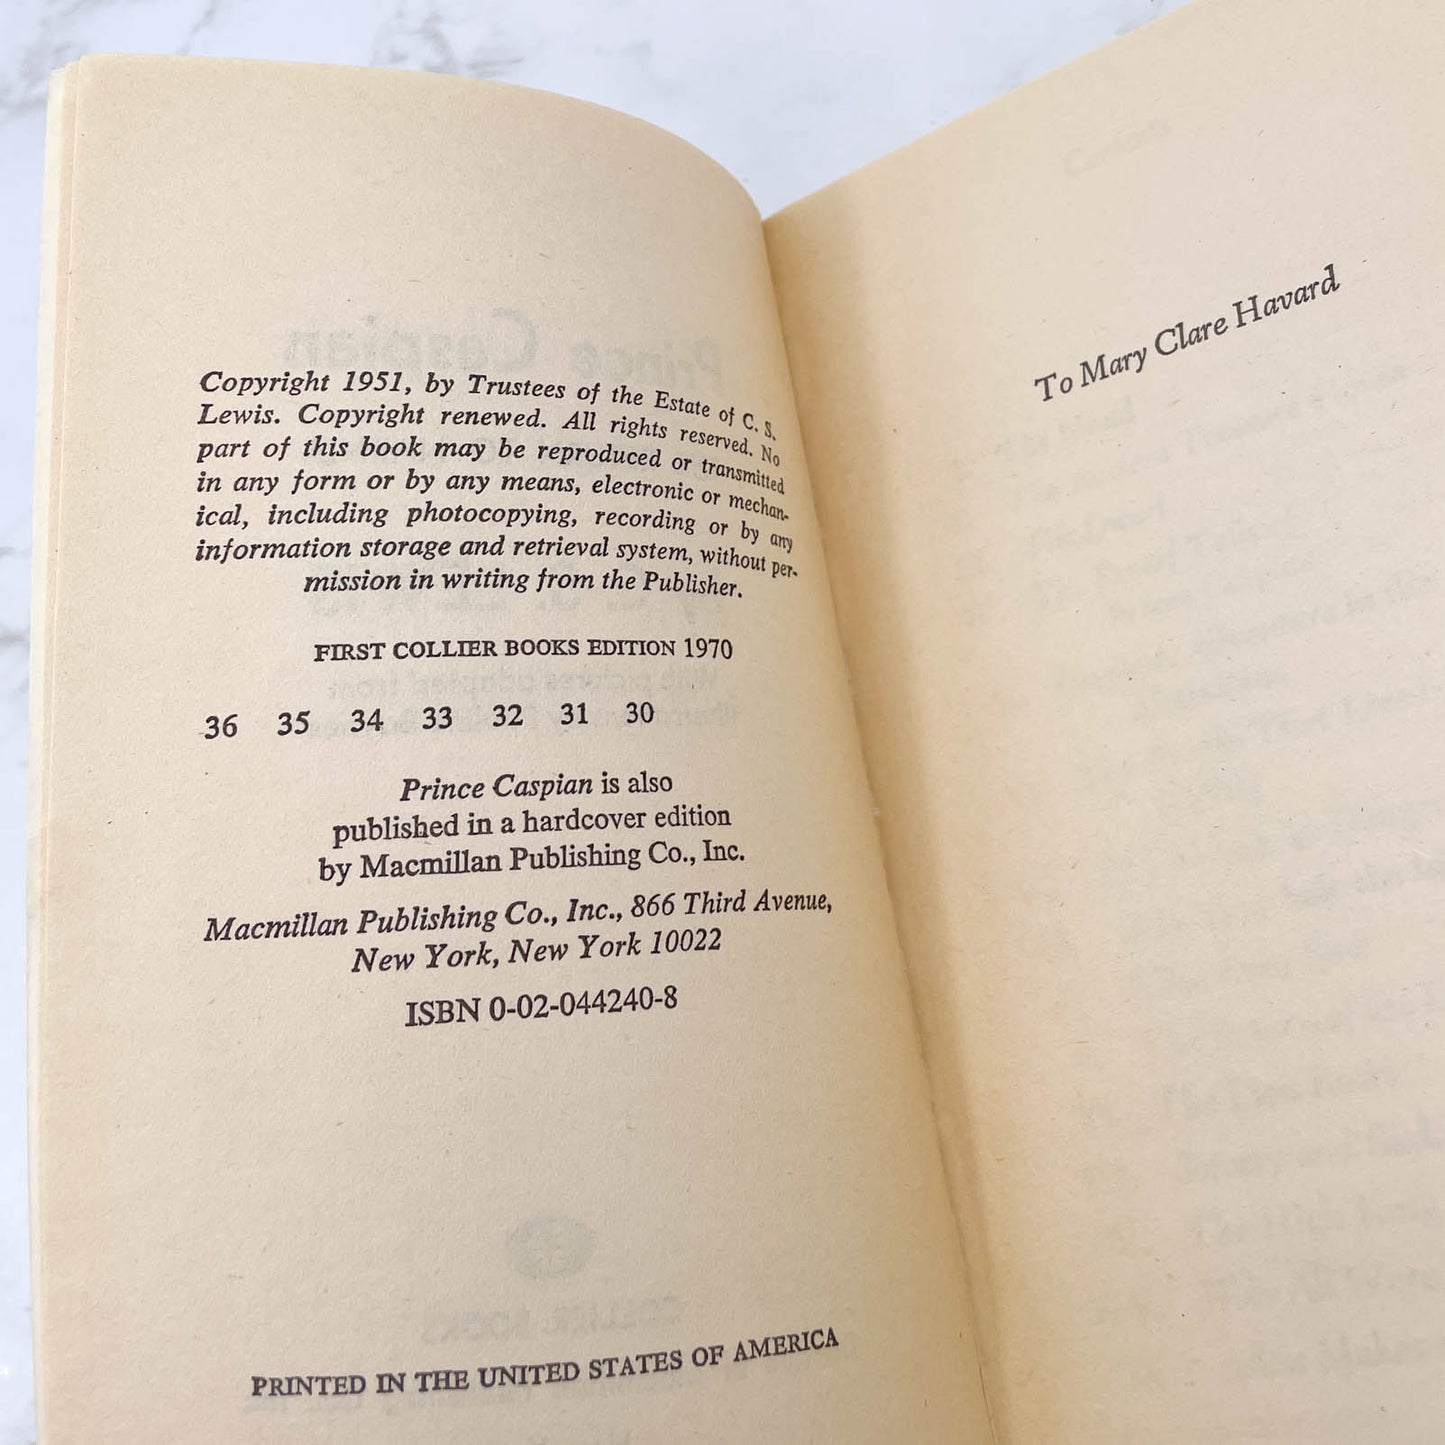 Copyright 1951, by Trustees of the Estate of C. S.
Lewis. Copyright renewed. All rights reserved. No
part of this book may be reproduced or transmitted
in any form or by any means, electronic or mechan-
ical, including photocopying, recording or by any
information storage and retrieval system, without per-
mission in writing from the Publisher.
FIRST COLLIER BOOKS EDITION 1970
36 35 34 33 32 31 30
Prince Caspian is also
published in a hardcover edition
by Macmillan Publishing Co., Inc.
Macmillan Publishing Co., Inc., 866 Third Avenue,
New York, New York 10022
ISBN 0-02-044240-8
PRINTED IN THE UNITED STATES OF AMERICA
To Mary Clare Havard